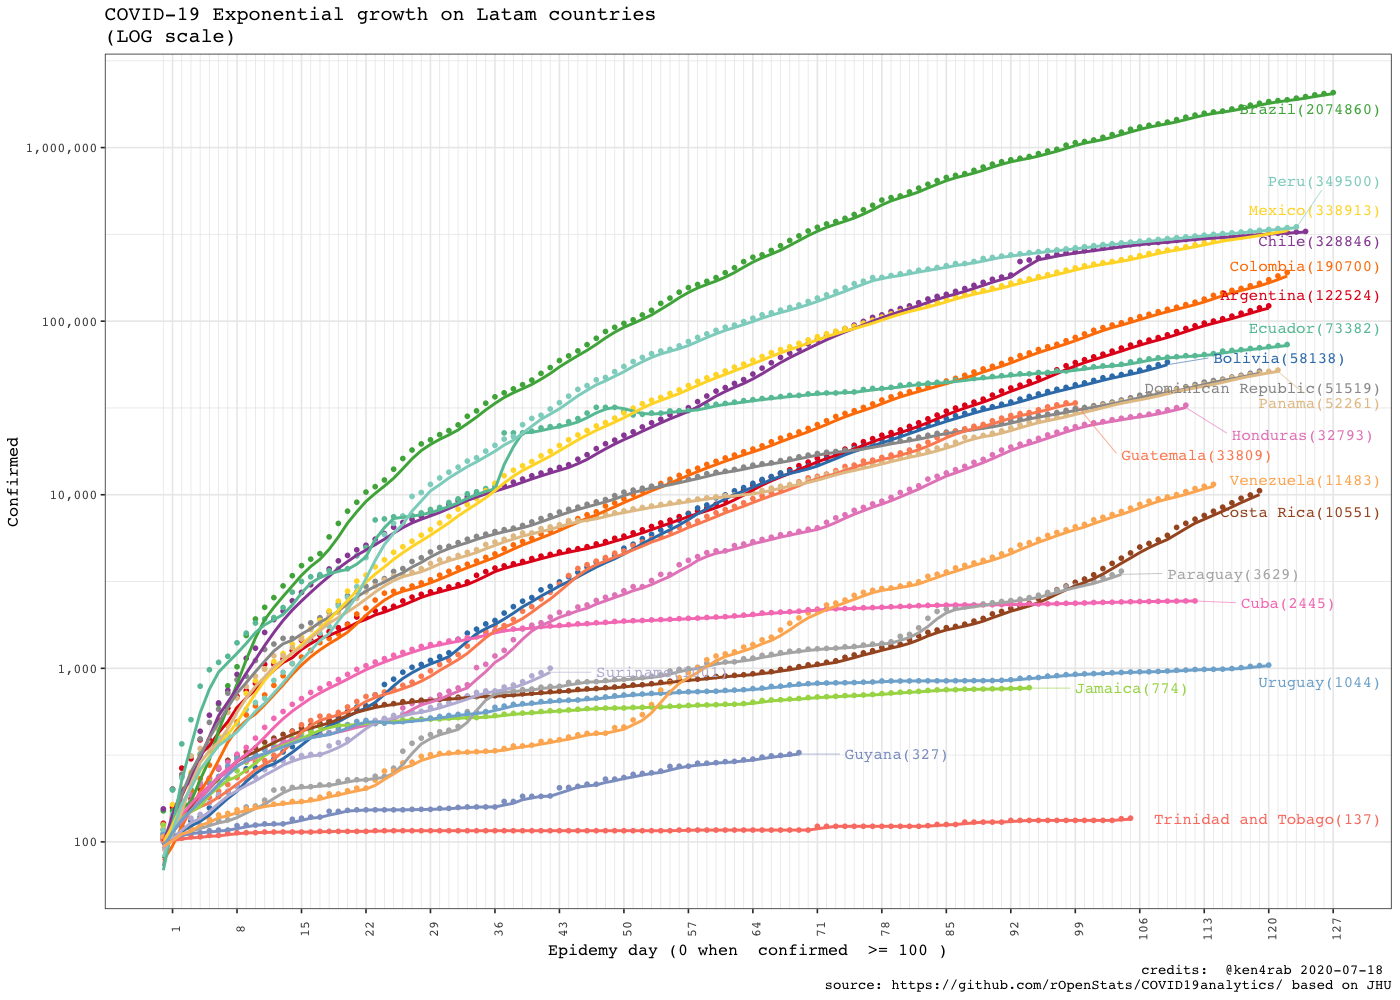 COVID-19 Exponential growth on Latam countries
(LOG scale)
Confirmed
1,000,000
100,000
10,000
1,000
100
Brazil(2074860)
Peru(349500)
Mexico(338913)
Chile(328846)
Colombia(190700)
Argentina(122524)
Ecuador(73382)
Bolivia(58138)
Dominican Republic(51519)
Panama(52261)
Honduras(32793)
Guatemala(33809)
Venezuela(11483)
Costa Rica(10551)
Paraguay(3629)
Cuba(2445)
Suriname
Uruguay(1044)
Jamaica(774)
Guyana(327)
Trinidad and Tobago(137)
1 8 15 22 29 36 43 50 57 64 71 78 85 92 99 106 113 120 127
Epidemy day (0 when  confirmed  >= 100 )
credits:  @ken4rab 2020-07-18
source: https://github.com/rOpenStats/COVID19analytics/ based on JHU